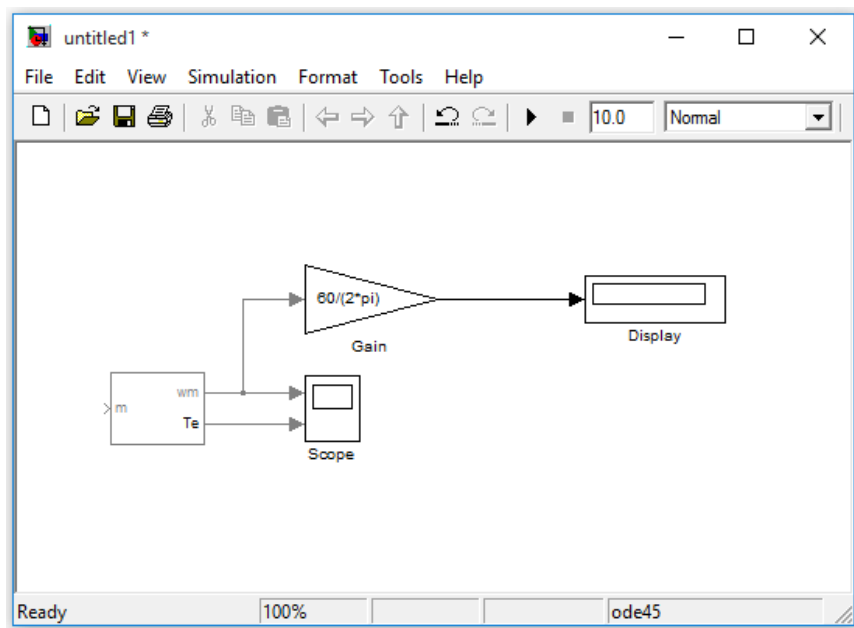 untitled1 *
File Edit View Simulation Format Tools Help
10.0 Normal
60/(2*pi)
Gain
Display
wm
m
Te
Scope
Ready 100% ode45